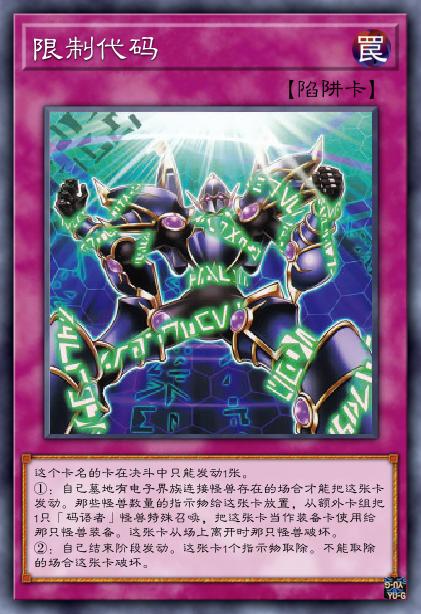 限制代码
罠
【陷阱卡】
这个卡名的卡在决斗中只能发动1张。
①：自己墓地有电子界族连接怪兽存在的场合才能把这张卡
发动。那些怪兽数量的指示物给这张卡放置，从额外卡组把
1只「码语者」怪兽特殊召唤，把这张卡当作装备卡使用给
那只怪兽装备。这张卡从场上离开时那只怪兽破坏。
②：自己结束阶段发动。这张卡1个指示物取除。不能取除
的场合这张卡破坏。